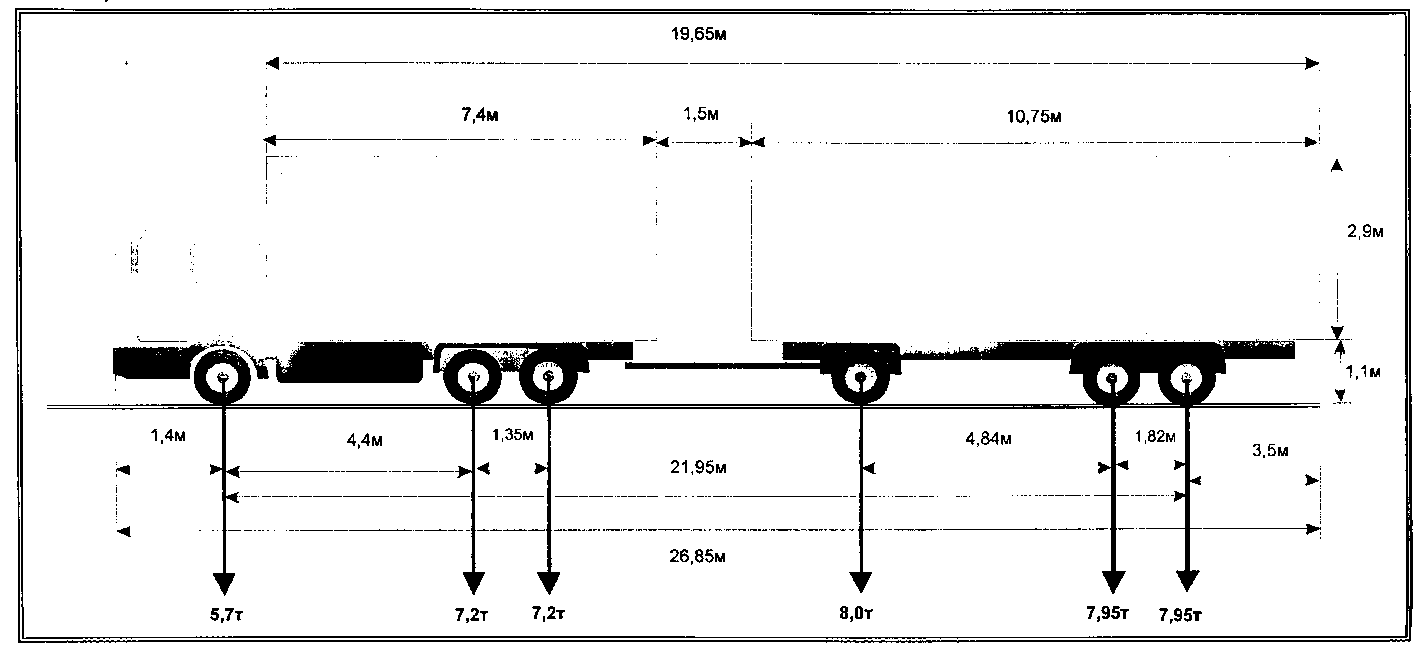 19,65м
7,4м
1,5м
10,75м
2,9м
1,1м
1,4м
4,4м
1,35м
21,95м
4,84м
1,82м
3,5м
26,85м
5,7т
7,2т
7,2т
8,0т
7,95т
7,95т